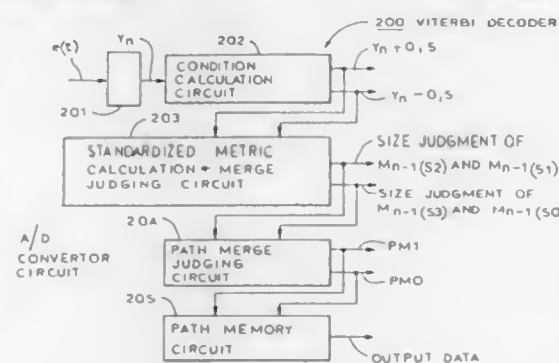 200 VITERBI DECODER
202
e(t)
Yn
CONDITION
CALCULATION
CIRCUIT
Yn+0,5
Yn-0,5
201
203
STANDARDIZED METRIC
CALCULATION + MERGE
JUDGING CIRCUIT
SIZE JUDGMENT OF
Mn-1(S2) AND Mn-1(S1)
SIZE JUDGMENT OF
Mn-1(S3) AND Mn-1(S0
20A
A/D
CONVERTOR
CIRCUIT
PATH MERGE
JUDGING
CIRCUIT
PM1
PM0
205
PATH MEMORY
CIRCUIT
OUTPUT DATA